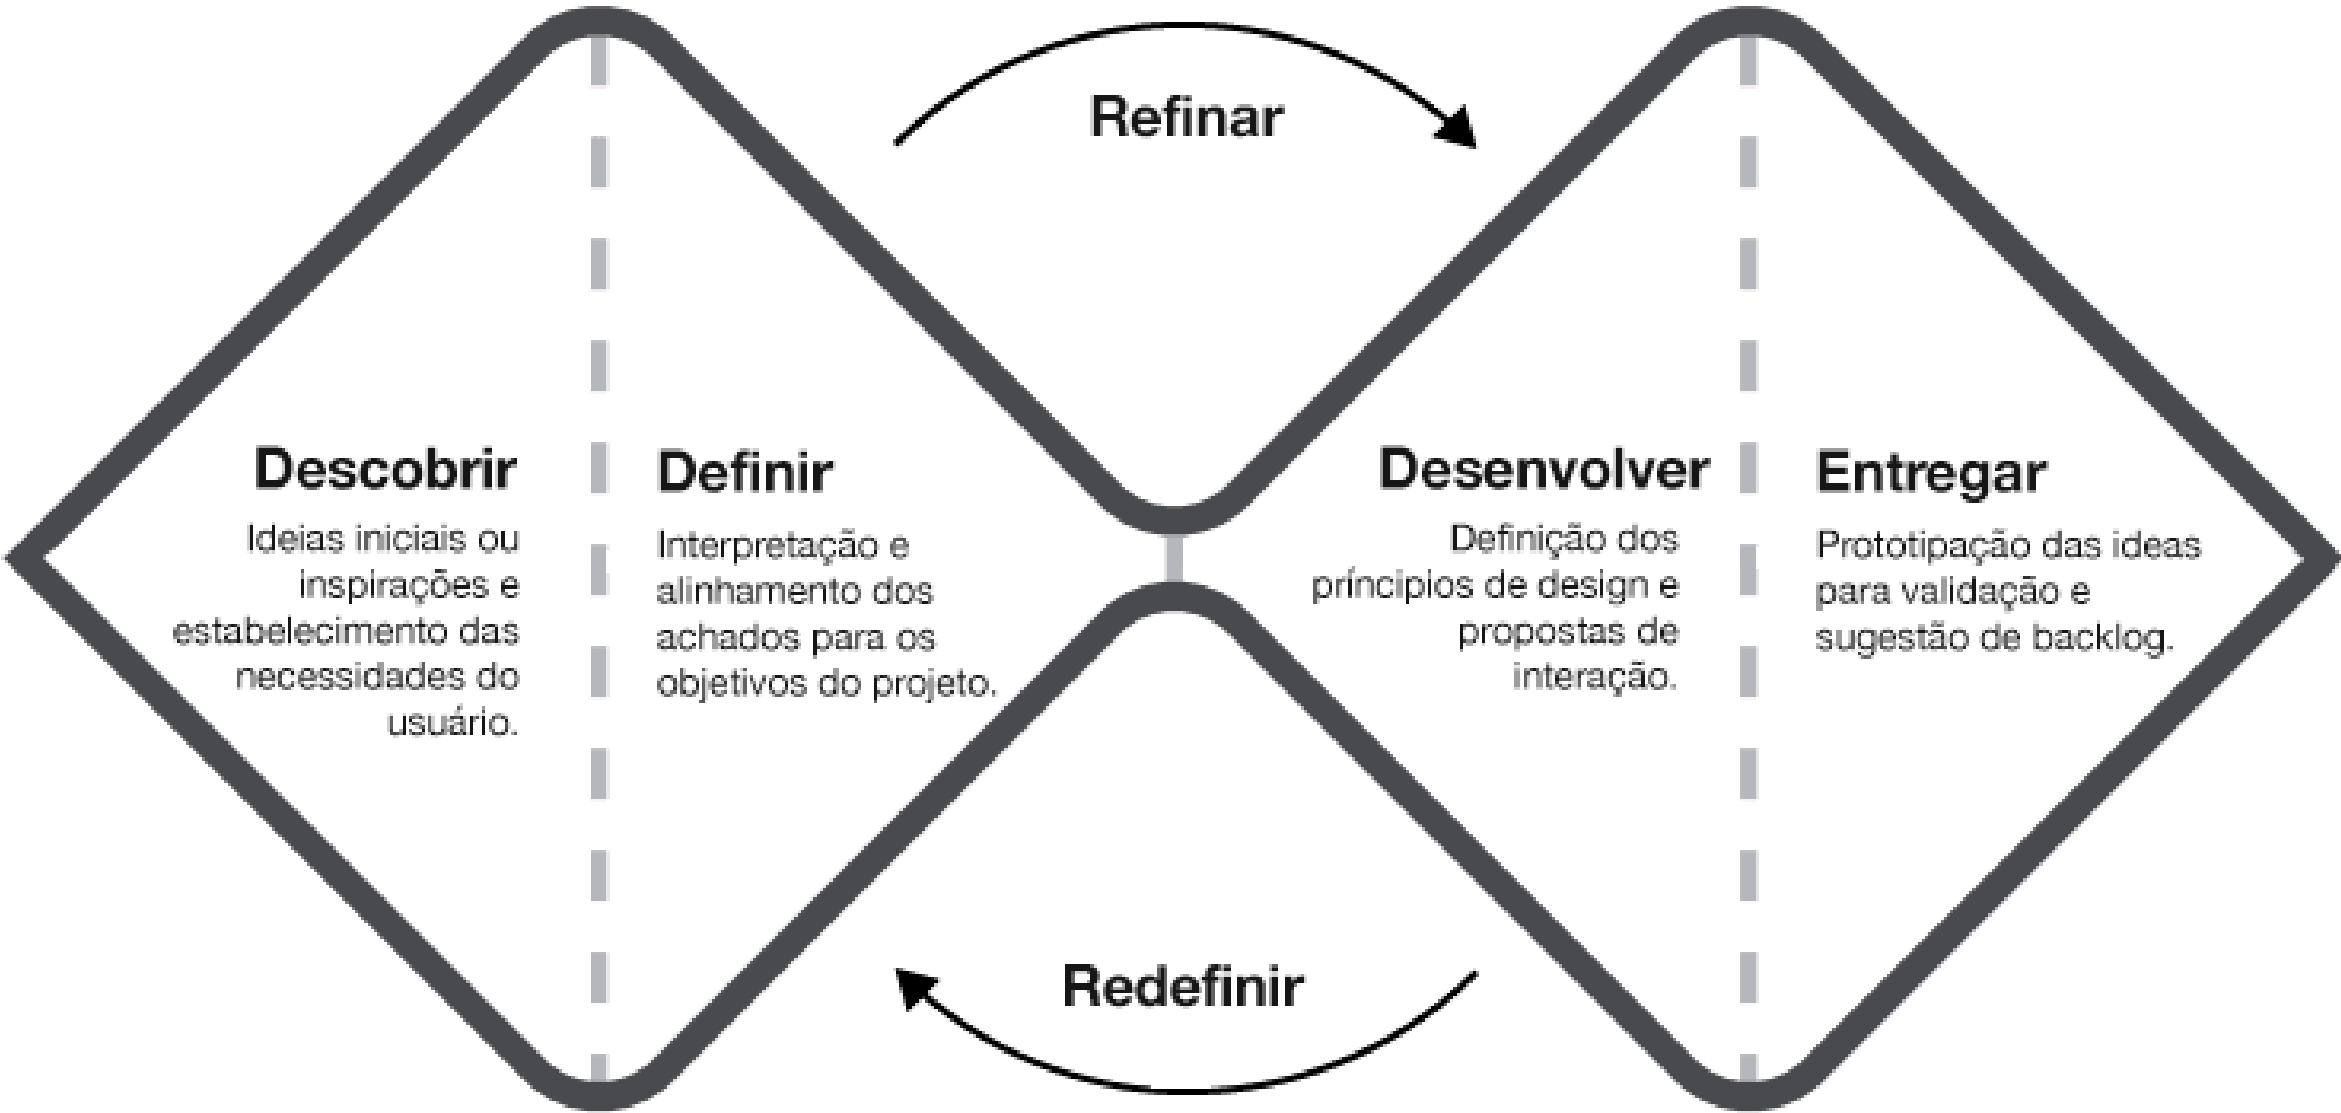 Refinar
Descobrir
Ideias iniciais ou
inspirações e
estabelecimento das
necessidades do
usuário.
Definir
Interpretação e
alinhamento dos
achados para os
objetivos do projeto.
Desenvolver
Definição dos
príncipios de design e
propostas de
interação.
Entregar
Prototipação das ideias
para validação e
sugestão de backlog.
Redefinir